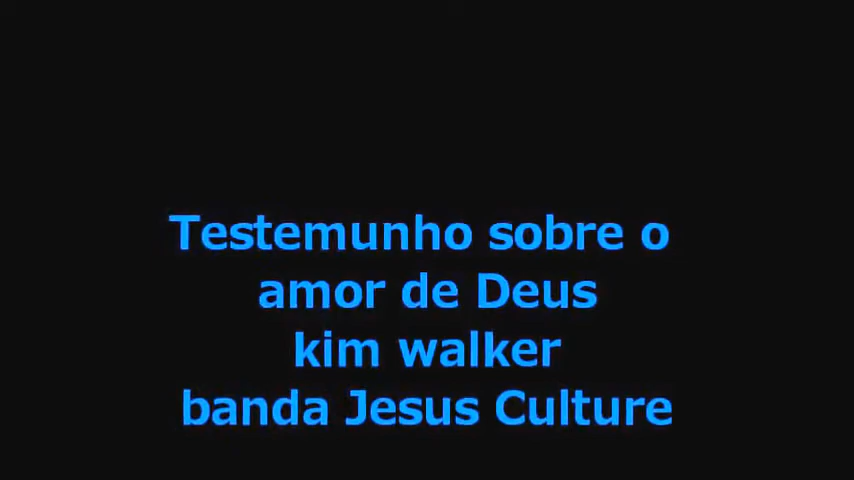 Testemunho sobre o
amor de Deus
kim walker
banda Jesus Culture